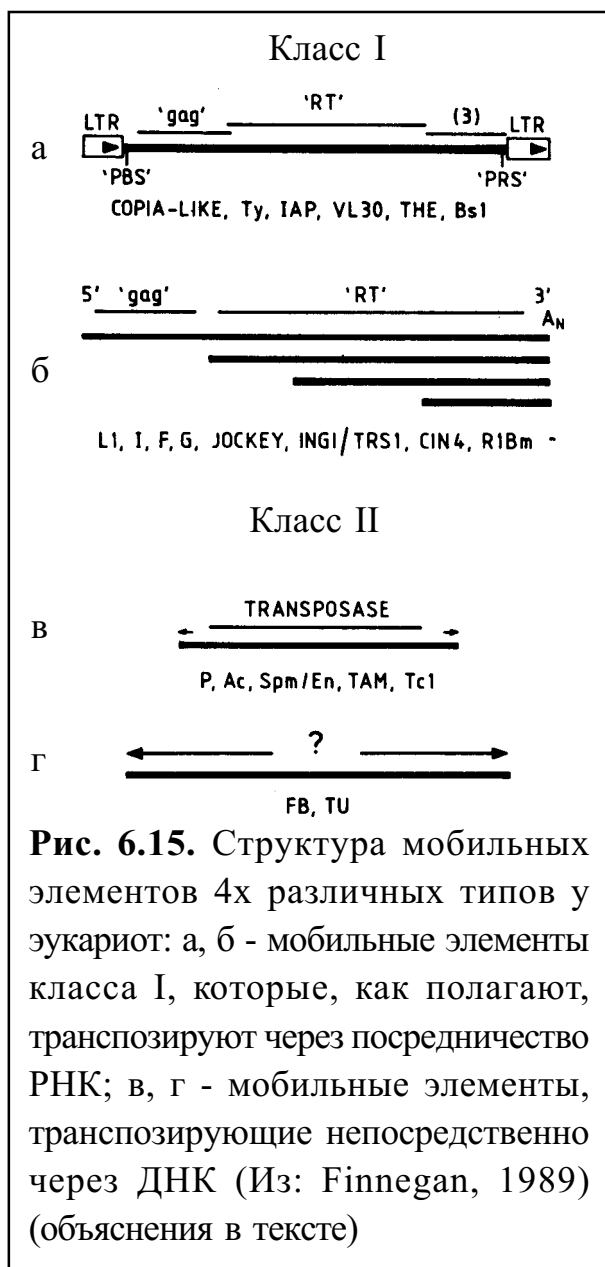 Класс I
'gag' 'RT' (3)
LTR LTR
а
'PBS' 'PRS'
COPIA-LIKE, Ty, IAP, VL30, THE, Bs1
5' 'gag' 'RT' 3'
AN
б
L1, I, F, G, JOCKEY, INGI/TRS1, CIN4, R1Bm -
Класс II
TRANSPOSASE
в
P, Ac, Spm/En, TAM, Tc1
?
г
FB, TU
Рис. 6.15. Структура мобильных
элементов 4х различных типов у
эукариот: а, б - мобильные элементы
класса I, которые, как полагают,
транспозируют через посредничество
РНК; в, г - мобильные элементы,
транспозирующие непосредственно
через ДНК (Из: Finnegan, 1989)
(объяснения в тексте)